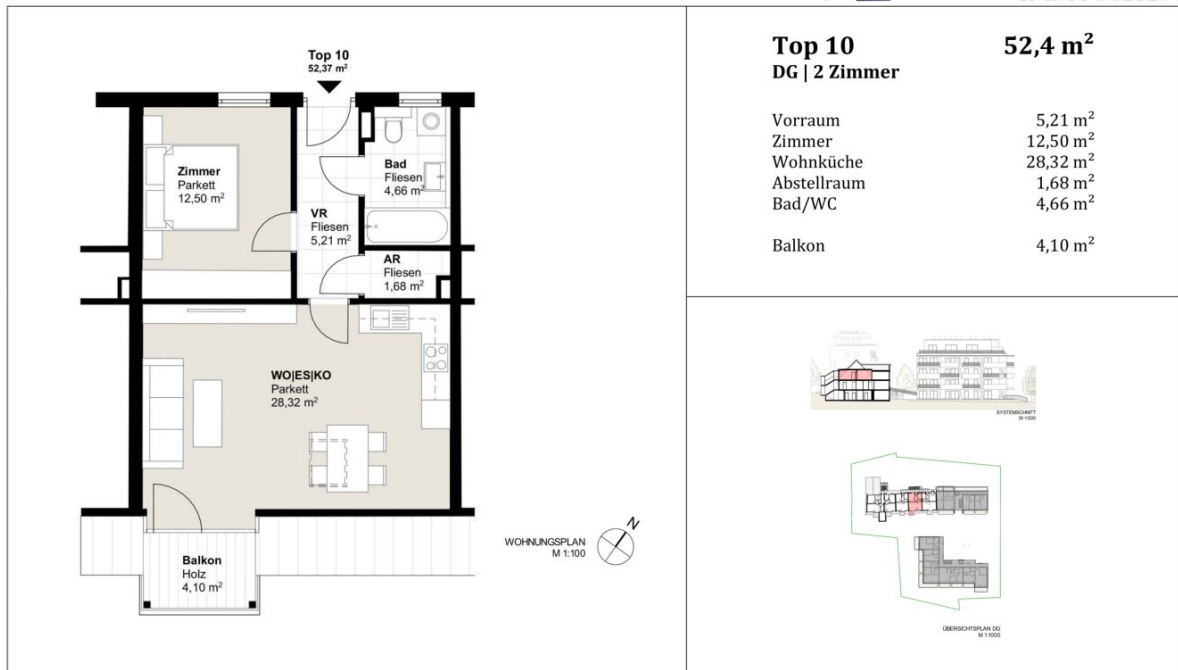 Top 10
52,37 m²
Zimmer
Parkett
12,50 m²
Bad
Fliesen
4,66 m²
VR
Fliesen
5,21 m²
AR
Fliesen
1,68 m²
WO|ES|KO
Parkett
28,32 m²
Balkon
Holz
4,10 m²
WOHNUNGSPLAN
M 1:100
N
Top 10 52,4 m²
DG | 2 Zimmer
Vorraum 5,21 m²
Zimmer 12,50 m²
Wohnküche 28,32 m²
Abstellraum 1,68 m²
Bad/WC 4,66 m²
Balkon 4,10 m²
SYSTEMSCHNITT
M 1:500
ÜBERSICHTSPLAN DG
M 1:1000